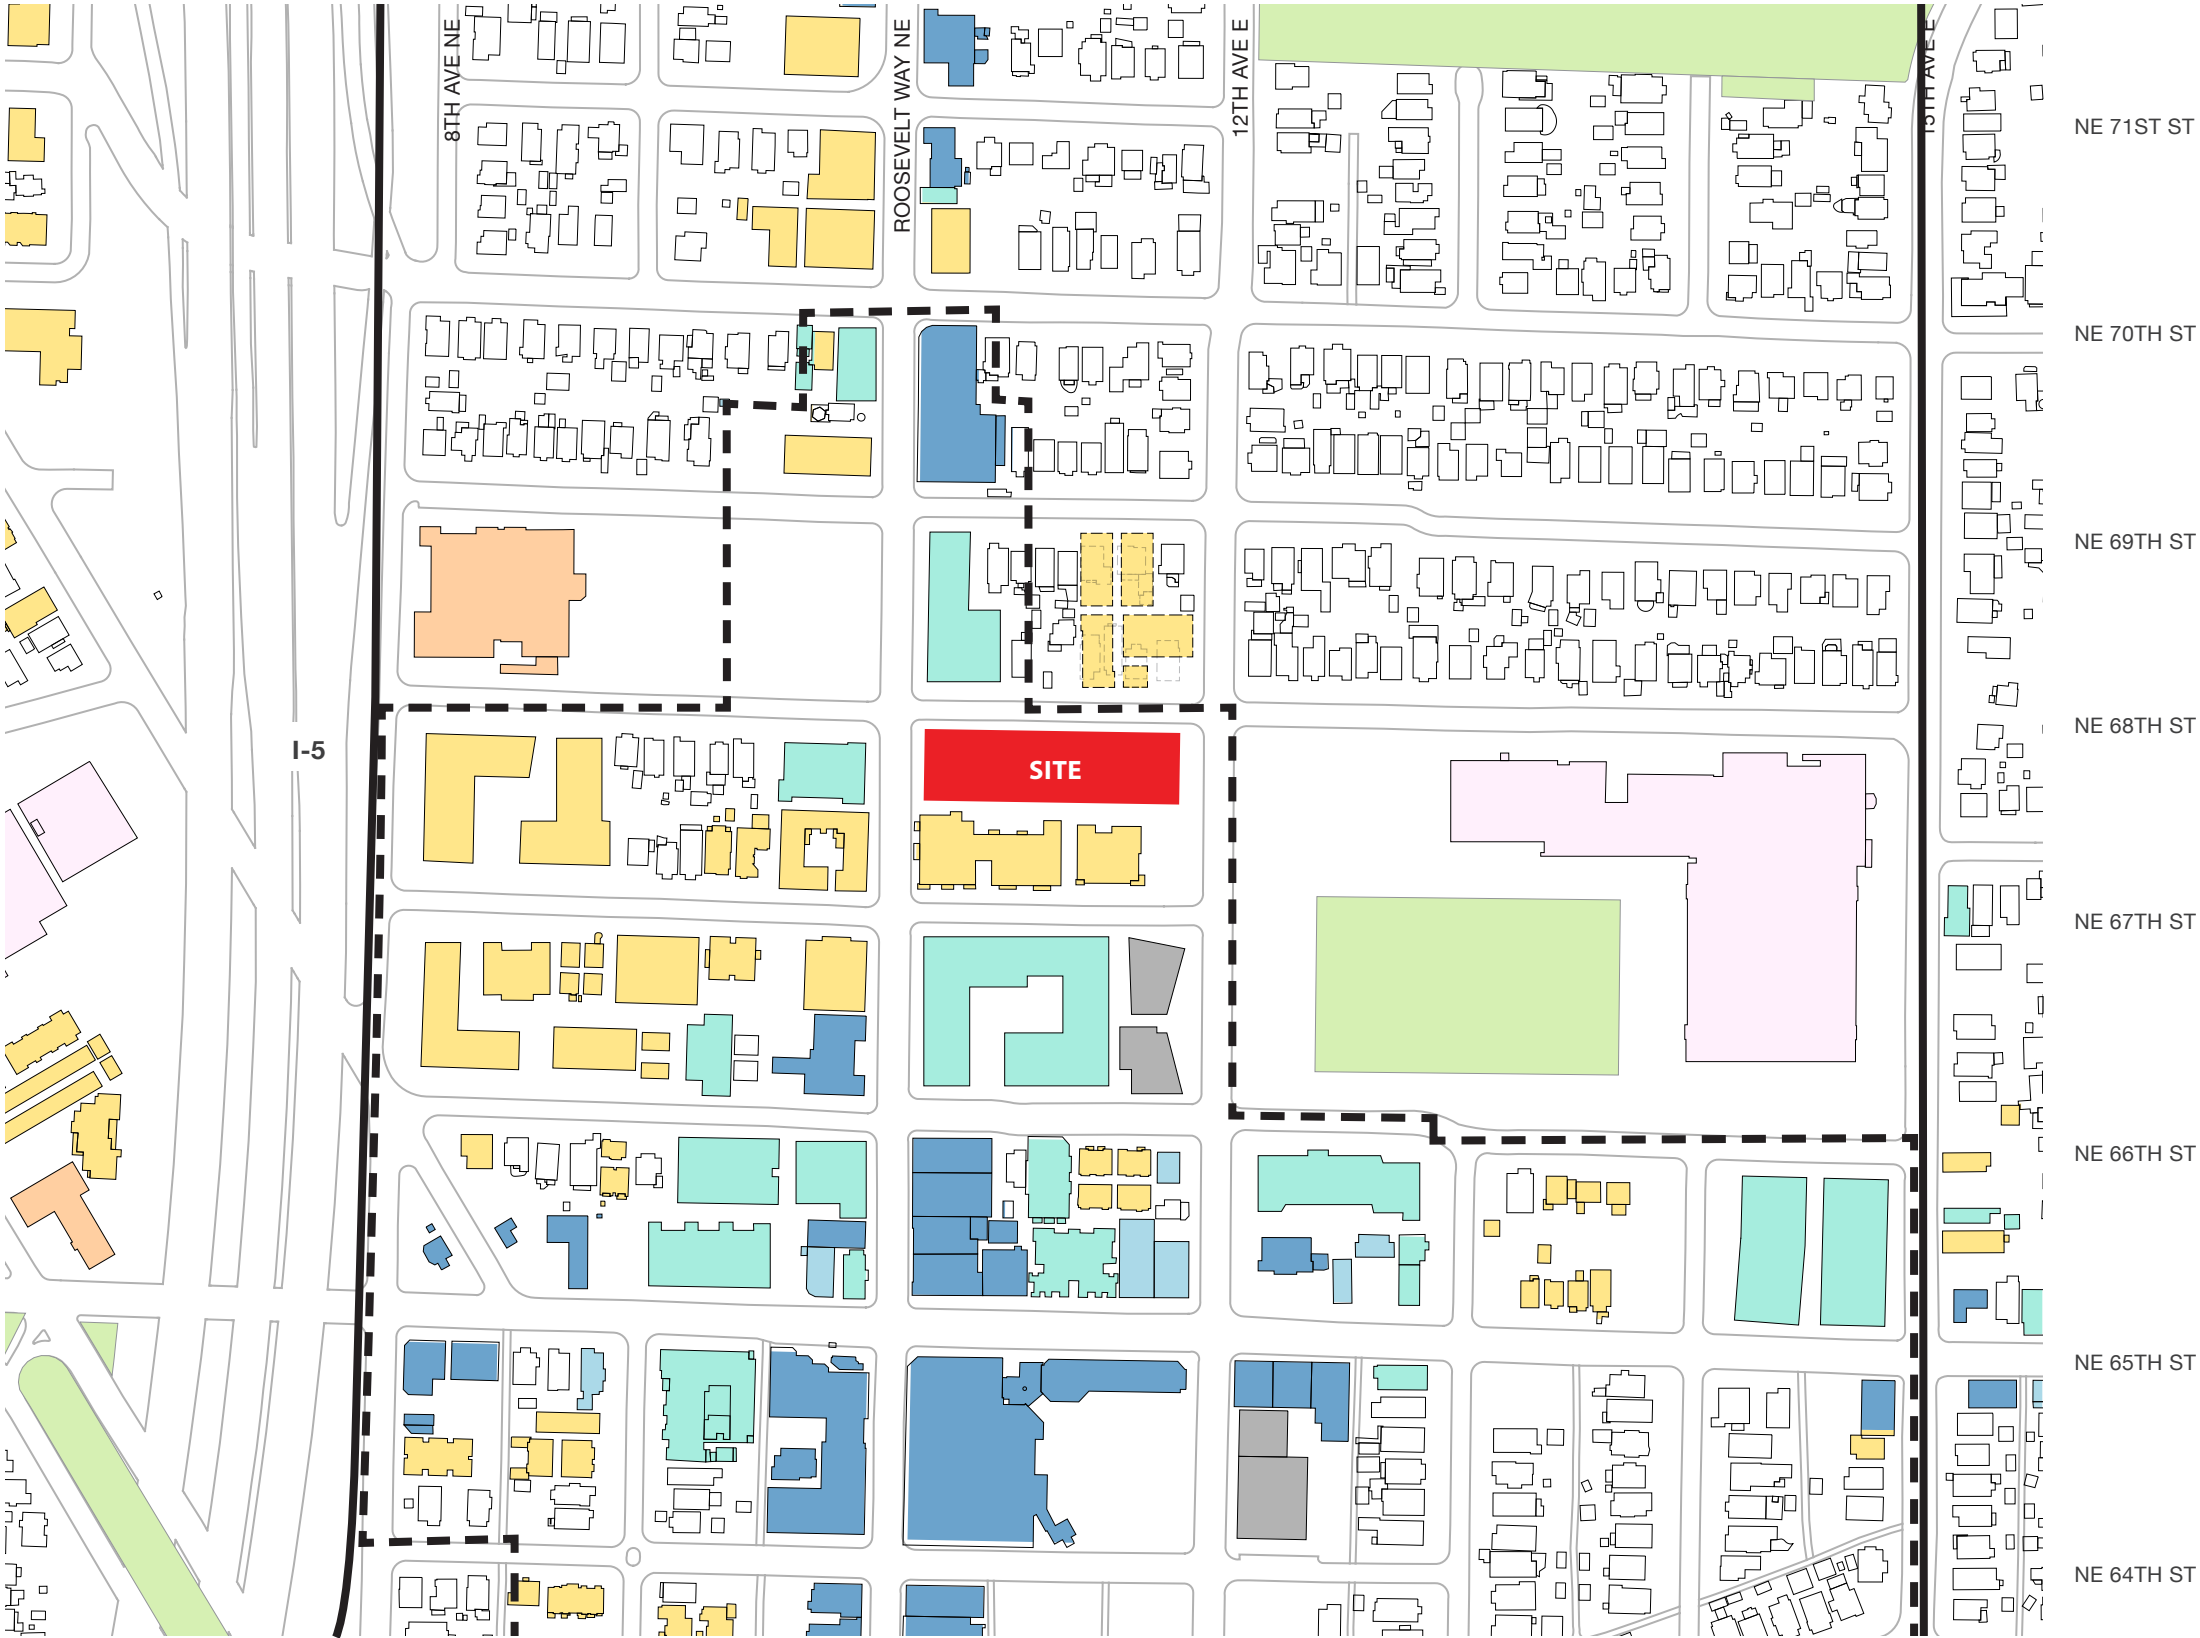 8TH AVE NE
ROOSEVELT WAY NE
12TH AVE E
15TH AVE E
NE 71ST ST
NE 70TH ST
NE 69TH ST
NE 68TH ST
I-5
SITE
NE 67TH ST
NE 66TH ST
NE 65TH ST
NE 64TH ST